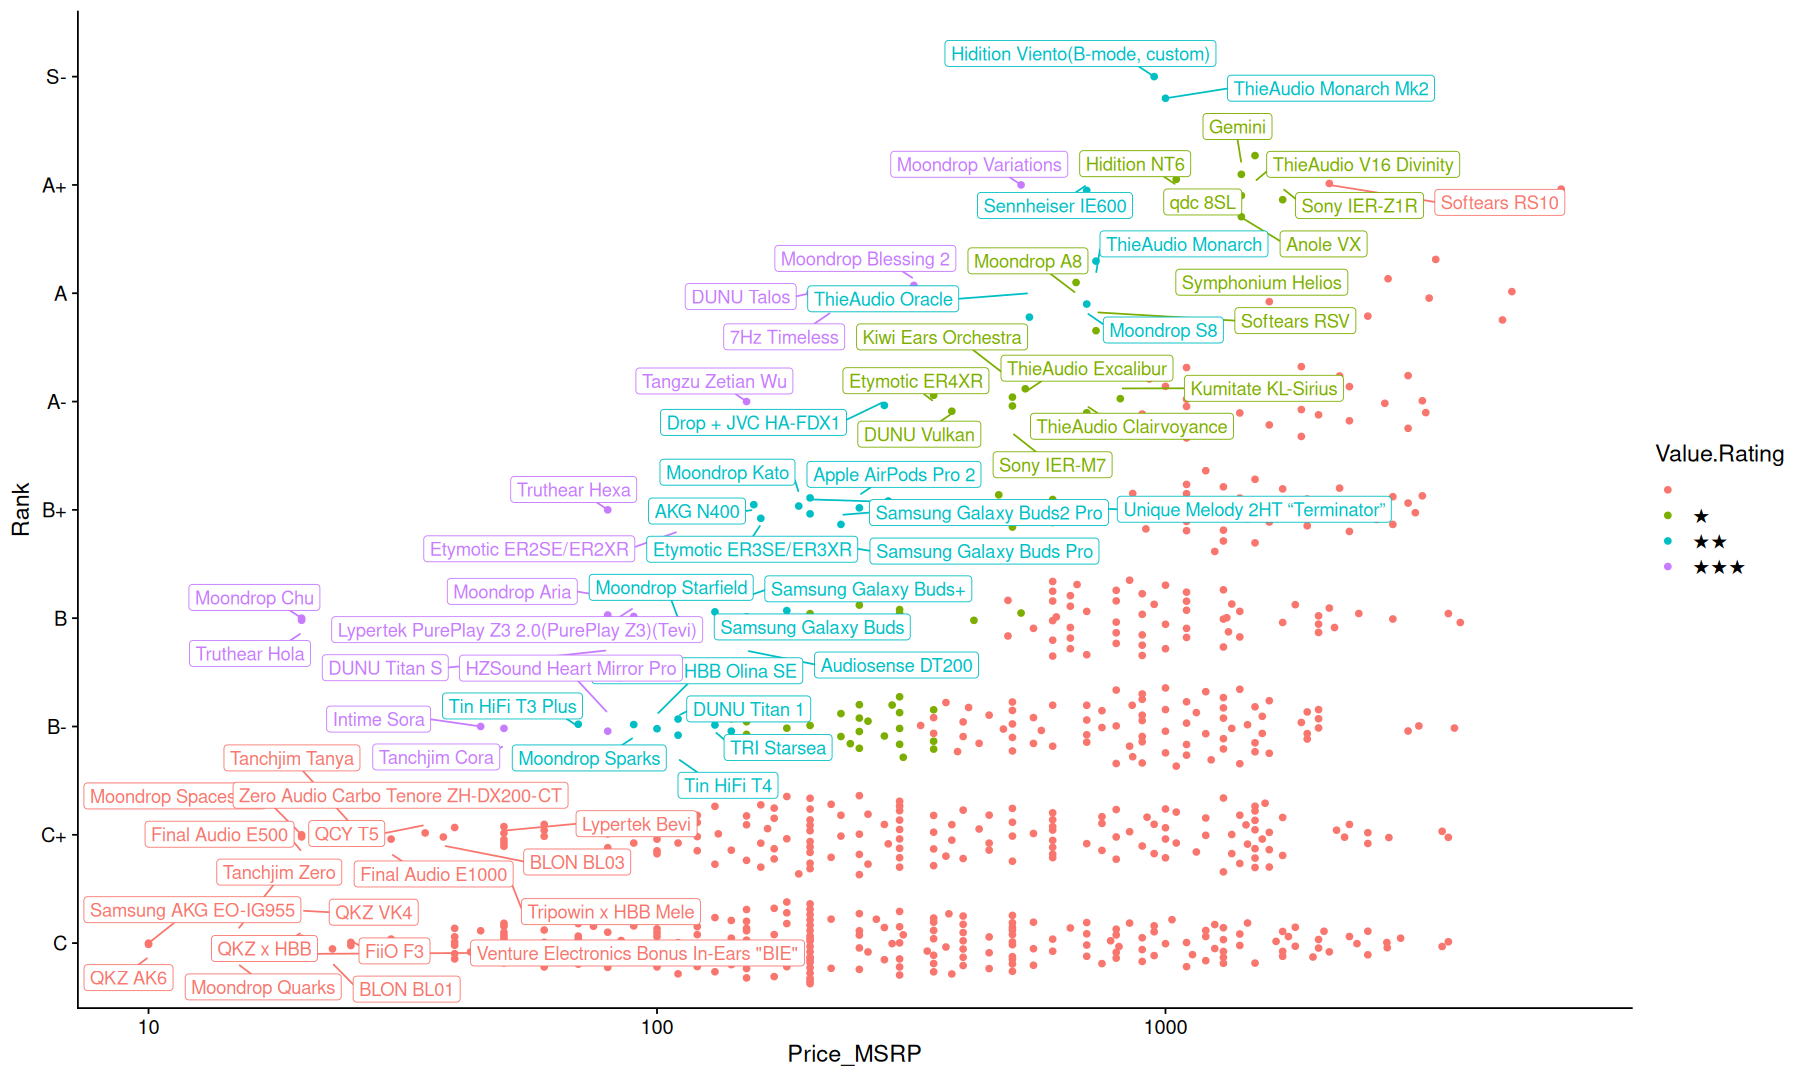 Hidition Viento(B-mode, custom)
S-
ThieAudio Monarch Mk2
Gemini
Moondrop Variations
Hidition NT6
ThieAudio V16 Divinity
A+
Sennheiser IE600
qdc 8SL
Sony IER-Z1R
Softears RS10
ThieAudio Monarch
Anole VX
Moondrop Blessing 2
Moondrop A8
Symphonium Helios
A
DUNU Talos
ThieAudio Oracle
Softears RSV
7Hz Timeless
Kiwi Ears Orchestra
Moondrop S8
ThieAudio Excalibur
Tangzu Zetian Wu
Etymotic ER4XR
Kumitate KL-Sirius
A-
Drop + JVC HA-FDX1
DUNU Vulkan
ThieAudio Clairvoyance
Sony IER-M7
Moondrop Kato
Apple AirPods Pro 2
Truthear Hexa
B+
AKG N400
Samsung Galaxy Buds2 Pro
Unique Melody 2HT “Terminator”
Etymotic ER2SE/ER2XR
Etymotic ER3SE/ER3XR
Samsung Galaxy Buds Pro
Moondrop Chu
Moondrop Aria
Moondrop Starfield
Samsung Galaxy Buds+
B
Lypertek PurePlay Z3 2.0(PurePlay Z3)(Tevi)
Samsung Galaxy Buds
Truthear Hola
DUNU Titan S
HZSound Heart Mirror Pro
HBB Olina SE
Audiosense DT200
Tin HiFi T3 Plus
DUNU Titan 1
B-
Intime Sora
Tanchjim Cora
Moondrop Sparks
TRI Starsea
Tanchjim Tanya
Tin HiFi T4
Moondrop Spaces
Zero Audio Carbo Tenore ZH-DX200-CT
C+
Final Audio E500
QCY T5
Lypertek Bevi
BLON BL03
Tanchjim Zero
Final Audio E1000
Samsung AKG EO-IG955
QKZ VK4
Tripowin x HBB Mele
C
QKZ x HBB
FiiO F3
Venture Electronics Bonus In-Ears "BIE"
QKZ AK6
Moondrop Quarks
BLON BL01
10
100
1000
Price_MSRP
Rank
Value.Rating
★
★★
★★★